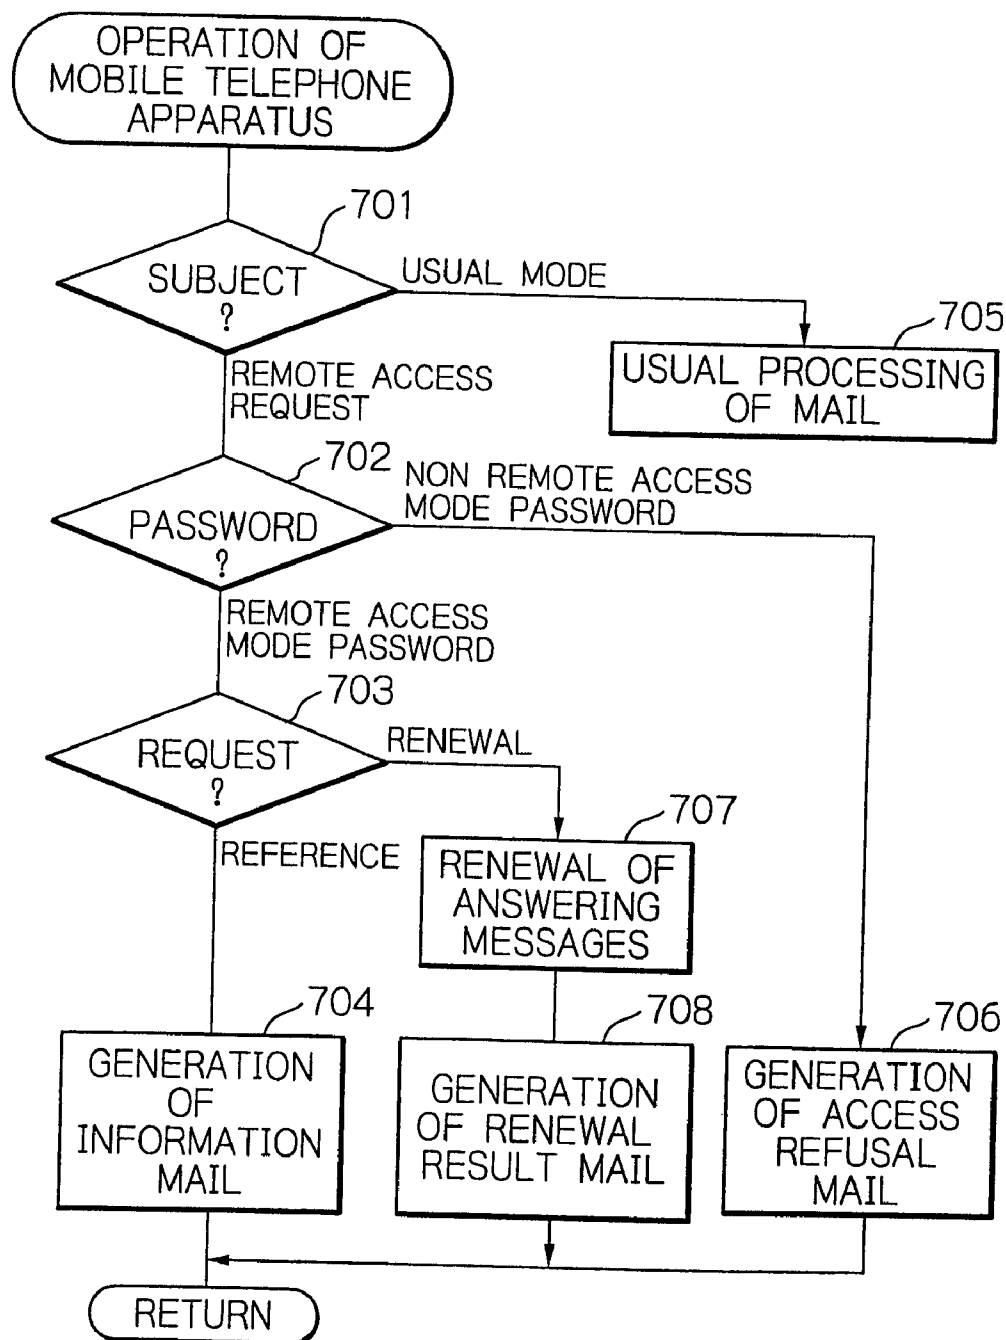 OPERATION OF
MOBILE TELEPHONE
APPARATUS
701
SUBJECT
?
USUAL MODE
705
USUAL PROCESSING
OF MAIL
REMOTE ACCESS
REQUEST
702
PASSWORD
?
NON REMOTE ACCESS
MODE PASSWORD
REMOTE ACCESS
MODE PASSWORD
703
REQUEST
?
RENEWAL
707
RENEWAL OF
ANSWERING
MESSAGES
REFERENCE
704
GENERATION
OF
INFORMATION
MAIL
708
GENERATION
OF RENEWAL
RESULT MAIL
706
GENERATION
OF ACCESS
REFUSAL
MAIL
RETURN